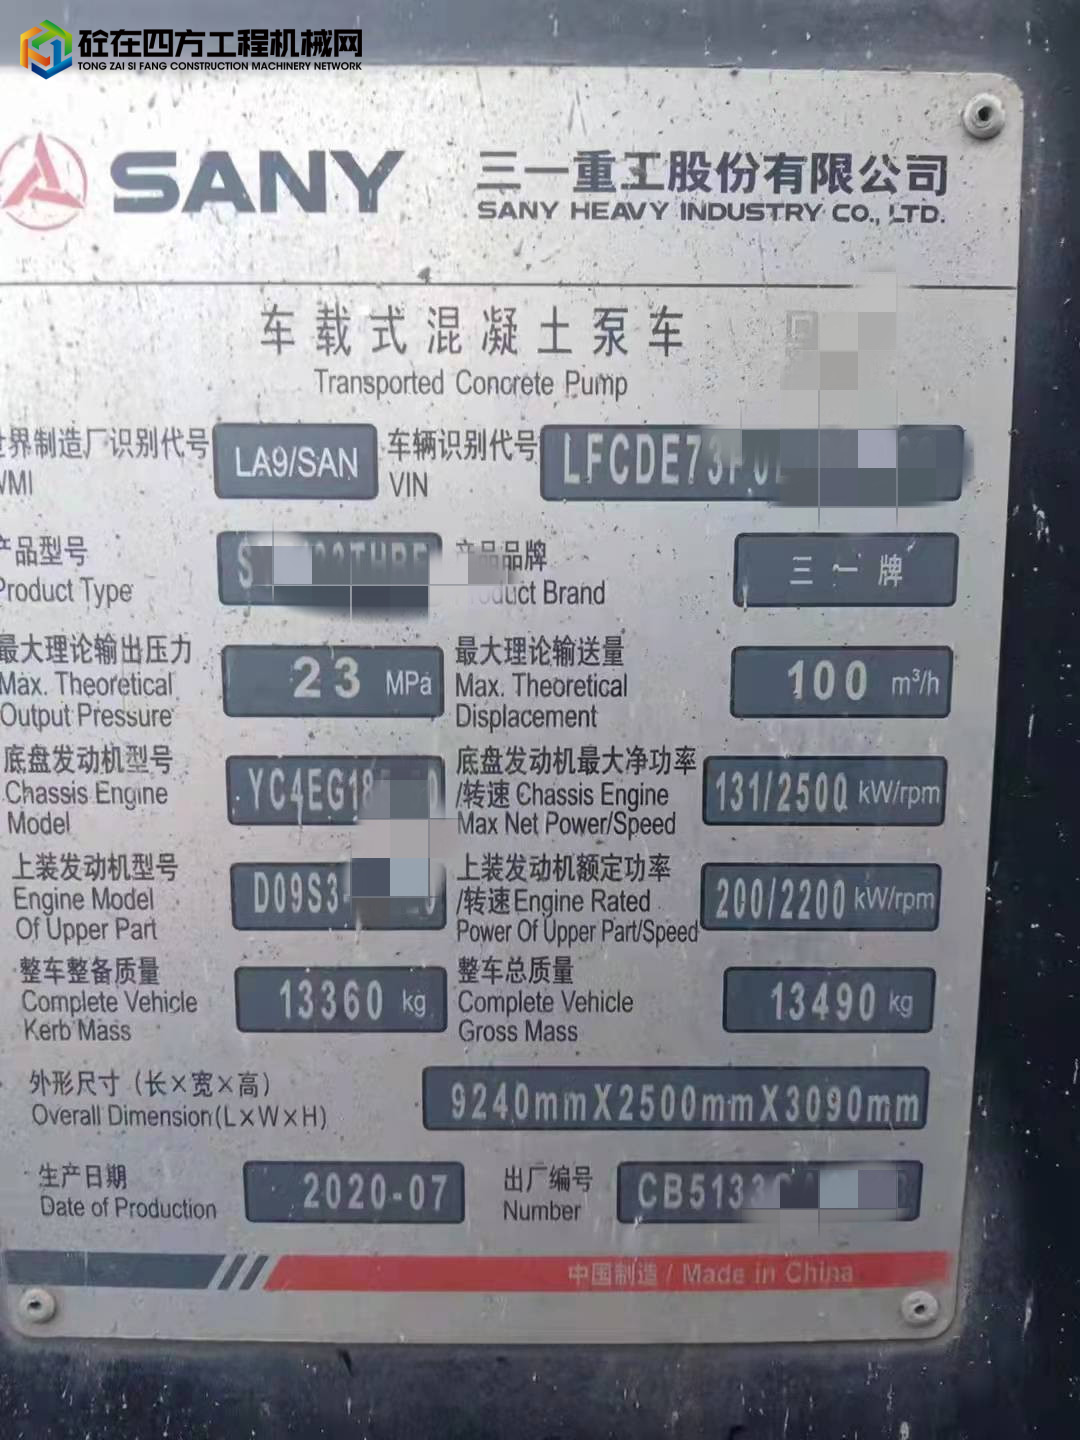 砼在四方工程机械网
TONG ZAI SI FANG CONSTRUCTION MACHINERY NETWORK
SANY 三一重工股份有限公司
SANY HEAVY INDUSTRY CO., LTD.
车载式混凝土泵车
Transported Concrete Pump
世界制造厂识别代号 LA9/SAN 车辆识别代号 LFCDE73F0
WMI VIN
产品型号 产品品牌 三一牌
Product Type Product Brand
最大理论输出压力 23 MPa 最大理论输送量 100 m³/h
Max. Theoretical Max. Theoretical
Output Pressure Displacement
底盘发动机型号 YC4EG18 底盘发动机最大净功率 131/2500 kW/rpm
Chassis Engine /转速 Chassis Engine
Model Max Net Power/Speed
上装发动机型号 D09S3 上装发动机额定功率 200/2200 kW/rpm
Engine Model /转速 Engine Rated
Of Upper Part Power Of Upper Part/Speed
整车整备质量 13360 kg 整车总质量 13490 kg
Complete Vehicle Complete Vehicle
Kerb Mass Gross Mass
外形尺寸（长×宽×高） 9240mmX2500mmX3090mm
Overall Dimension(L×W×H)
生产日期 2020-07 出厂编号 CB5133
Date of Production Number
中国制造 / Made in China